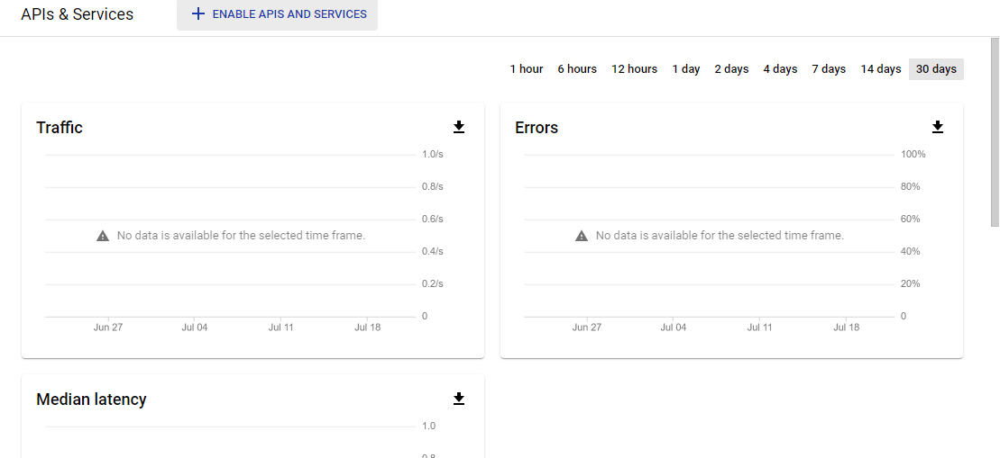 APIs & Services
ENABLE APIS AND SERVICES
1 hour 6 hours 12 hours 1 day 2 days 4 days 7 days 14 days 30 days
Traffic
1.0/s
0.8/s
0.6/s
No data is available for the selected time frame.
0.4/s
0.2/s
0
Jun 27 Jul 04 Jul 11 Jul 18
Errors
100%
80%
60%
No data is available for the selected time frame.
40%
20%
0
Jun 27 Jul 04 Jul 11 Jul 18
Median latency
1.0
0.8